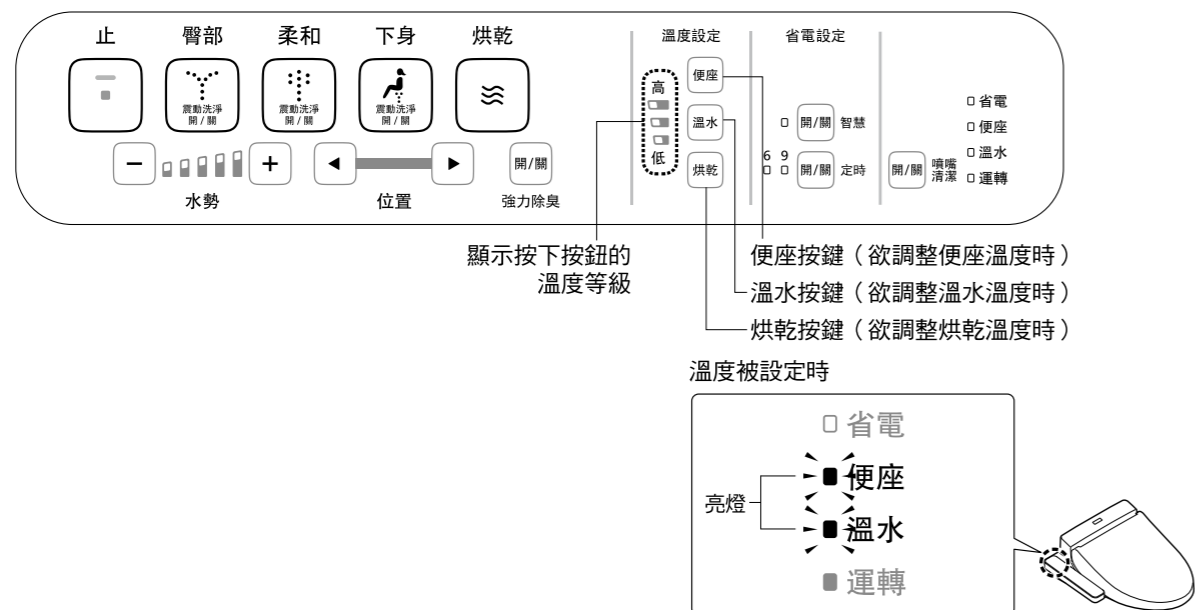 止 臀部 柔和 下身 烘乾
震動洗淨 震動洗淨 震動洗淨
開/關 開/關 開/關
− + ◀ ▶ 開/關
水勢 位置 強力除臭
溫度設定
高
低
便座
溫水
烘乾
省電設定
開/關 智慧
6 9
開/關 定時
開/關 噴嘴
清潔
省電
便座
溫水
運轉
顯示按下按鈕的
溫度等級
便座按鍵（欲調整便座溫度時）
溫水按鍵（欲調整溫水溫度時）
烘乾按鍵（欲調整烘乾溫度時）
溫度被設定時
省電
便座
亮燈
溫水
運轉